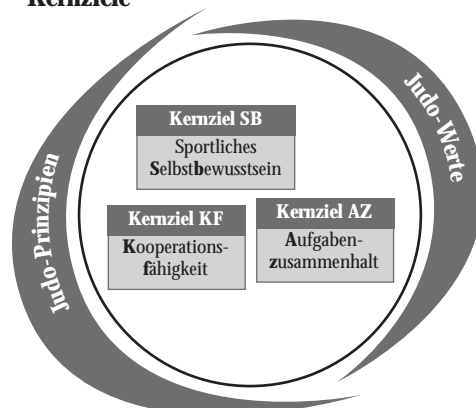 Kernziele
Judo-Werte
Kernziel SB
Sportliches
Selbstbewusstsein
Judo-Prinzipien
Kernziel KF
Kooperations-
fähigkeit
Kernziel AZ
Aufgaben-
zusammenhalt